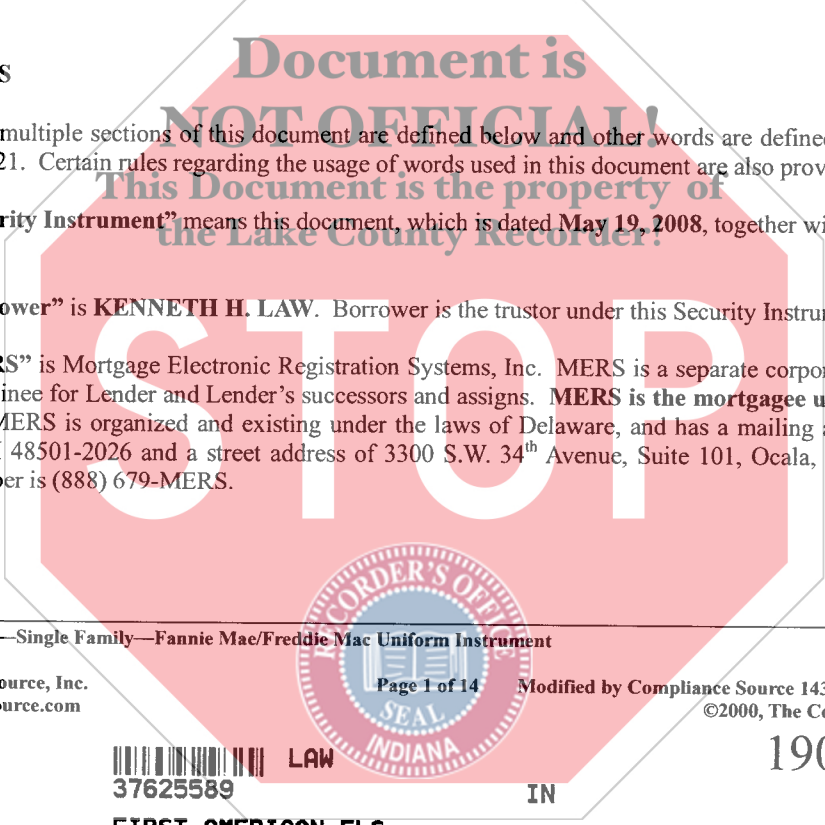 Document is
S
NOT OFFICIAL!
multiple sections of this document are defined below and other words are define
21. Certain rules regarding the usage of words used in this document are also prov
This Document is the property of
rity Instrument” means this document, which is dated May 19, 2008, together wi
the Lake County Recorder!
ower” is KENNETH H. LAW. Borrower is the trustor under this Security Instru
STOP
RS” is Mortgage Electronic Registration Systems, Inc. MERS is a separate corpo
inee for Lender and Lender’s successors and assigns. MERS is the mortgagee u
MERS is organized and existing under the laws of Delaware, and has a mailing a
48501-2026 and a street address of 3300 S.W. 34th Avenue, Suite 101, Ocala,
er is (888) 679-MERS.
RECORDER'S OFFICE
—Single Family—Fannie Mae/Freddie Mac Uniform Instrument
ource, Inc.
Page 1 of 14
Modified by Compliance Source 143
urce.com
©2000, The Co
SEAL
INDIANA
190
LAW
37625589
IN
FIRST AMERICAN ELS